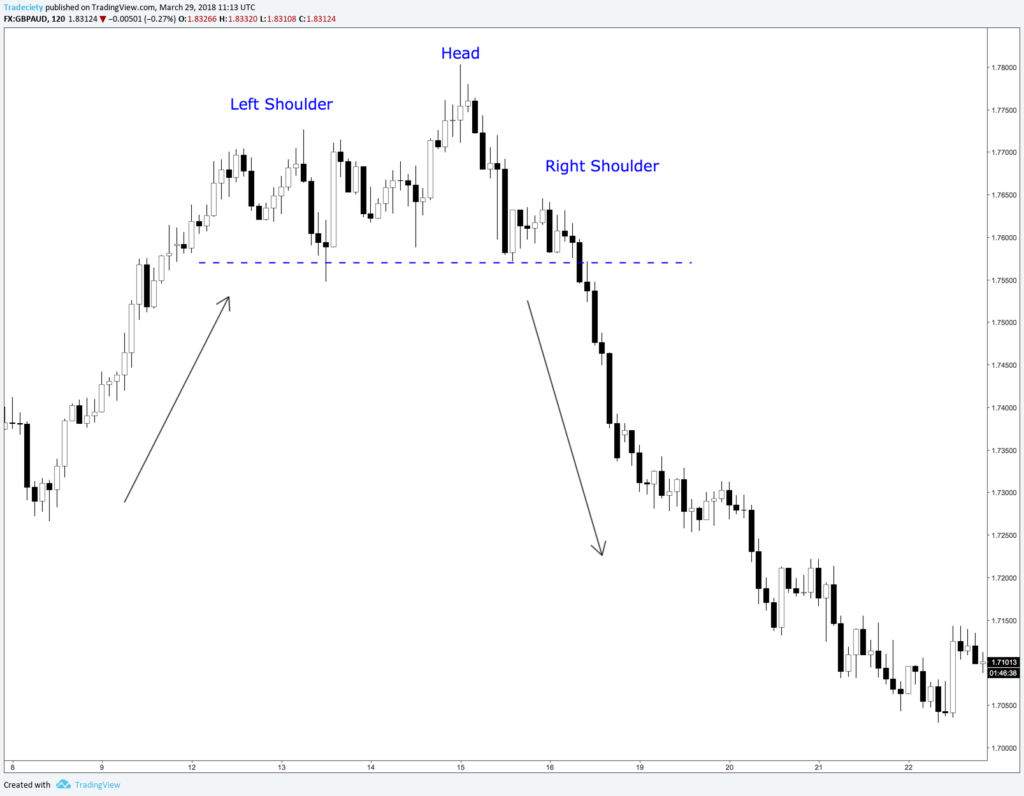 Tradeciety published on TradingView.com, March 29, 2018 11:13 UTC
FX:GBPAUD, 120 1.83124 ▼ −0.00501 (−0.27%) O:1.83266 H:1.83320 L:1.83108 C:1.83124
Head
Left Shoulder
Right Shoulder
1.78000
1.77500
1.77000
1.76500
1.76000
1.75500
1.75000
1.74500
1.74000
1.73500
1.73000
1.72500
1.72000
1.71500
1.71013
01:46:38
1.70500
1.70000
8 9 12 13 14 15 16 19 20 21 22
Created with TradingView